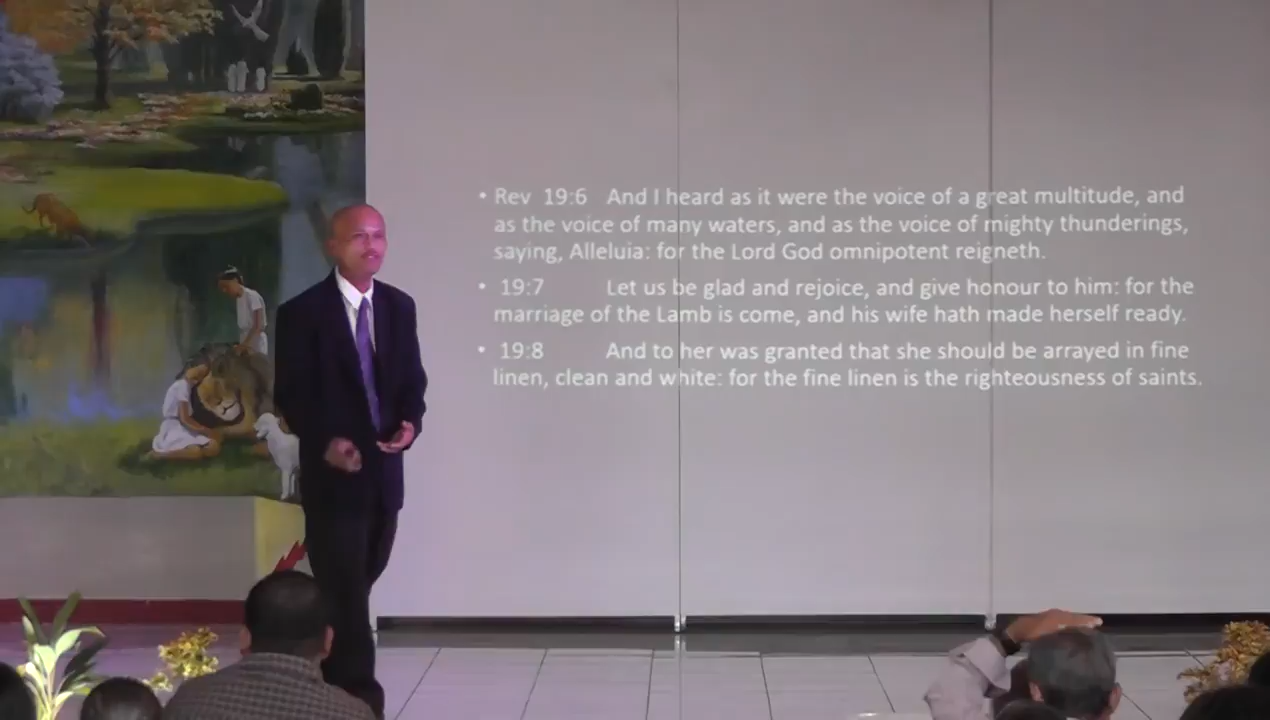 • Rev 19:6 And I heard as it were the voice of a great multitude, and
as the voice of many waters, and as the voice of mighty thunderings,
saying, Alleluia: for the Lord God omnipotent reigneth.
• 19:7 Let us be glad and rejoice, and give honour to him: for the
marriage of the Lamb is come, and his wife hath made herself ready.
• 19:8 And to her was granted that she should be arrayed in fine
linen, clean and white: for the fine linen is the righteousness of saints.